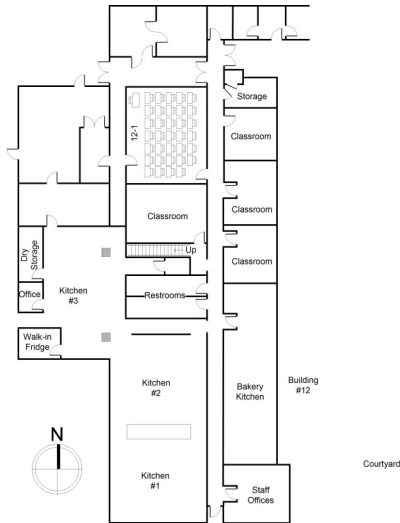 Storage
Classroom
12-1
Classroom
Classroom
Up
Dry
Storage
Classroom
Office
Kitchen
#3
Restrooms
Walk-in
Fridge
Kitchen
#2
Bakery
Kitchen
Building
#12
N
Kitchen
#1
Staff
Offices
Courtyard